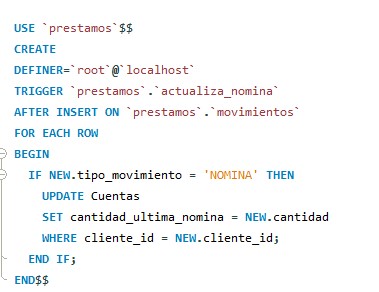 USE `prestamos`$$
CREATE
DEFINER=`root`@`localhost`
TRIGGER `prestamos`.`actualiza_nomina`
AFTER INSERT ON `prestamos`.`movimientos`
FOR EACH ROW
BEGIN
IF NEW.tipo_movimiento = 'NOMINA' THEN
UPDATE Cuentas
SET cantidad_ultima_nomina = NEW.cantidad
WHERE cliente_id = NEW.cliente_id;
END IF;
END$$